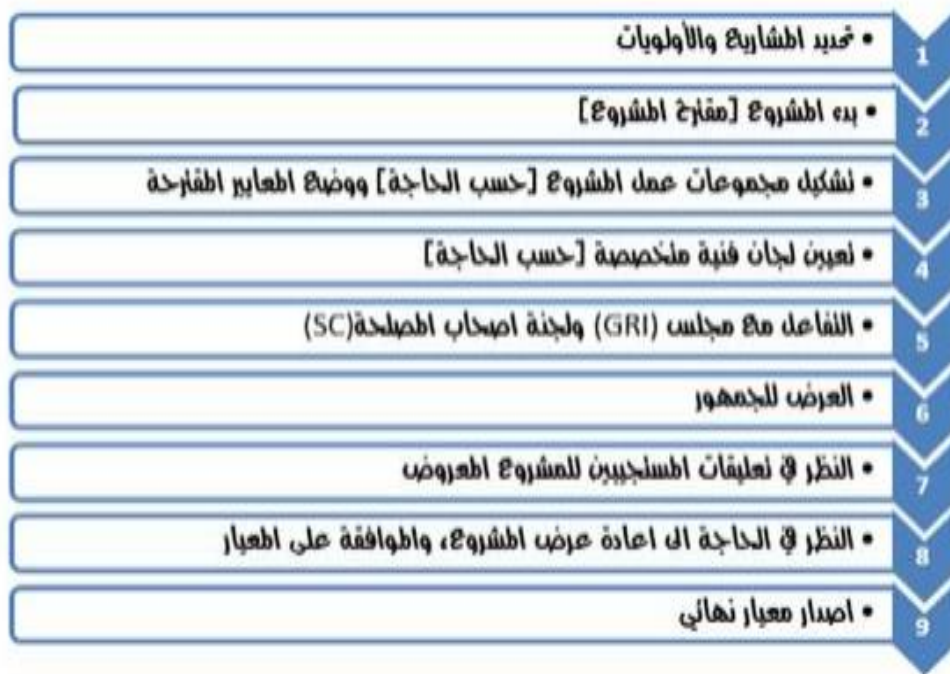 1
• تحديد المشاريع والأولويات
2
• بدء المشروع [مقترح المشروع]
3
• تشكيل مجموعات عمل المشروع [حسب الحاجة] ووضع المعايير المقترحة
4
• تعيين لجان فنية متخصصة [حسب الحاجة]
5
• التفاعل مع مجلس (GRI) ولجنة اصحاب المصلحة(SC)
6
• العرض للجمهور
7
• النظر في تعليقات المستجيبين للمشروع المعروض
8
• النظر في الحاجة الى اعادة عرض المشروع، والموافقة على المعيار
9
• اصدار معيار نهائي